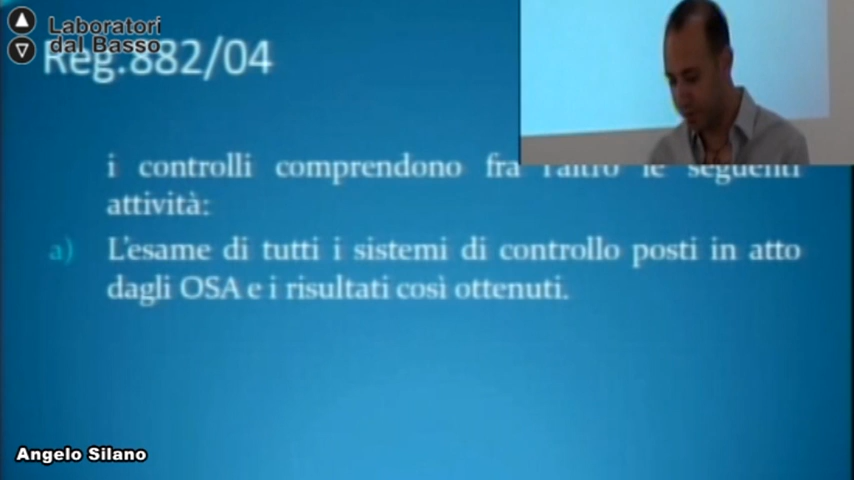 Laboratori
dal Basso
Reg.882/04
i controlli comprendono fra l'altro le seguenti
attività:
a) L'esame di tutti i sistemi di controllo posti in atto
dagli OSA e i risultati così ottenuti.
Angelo Silano